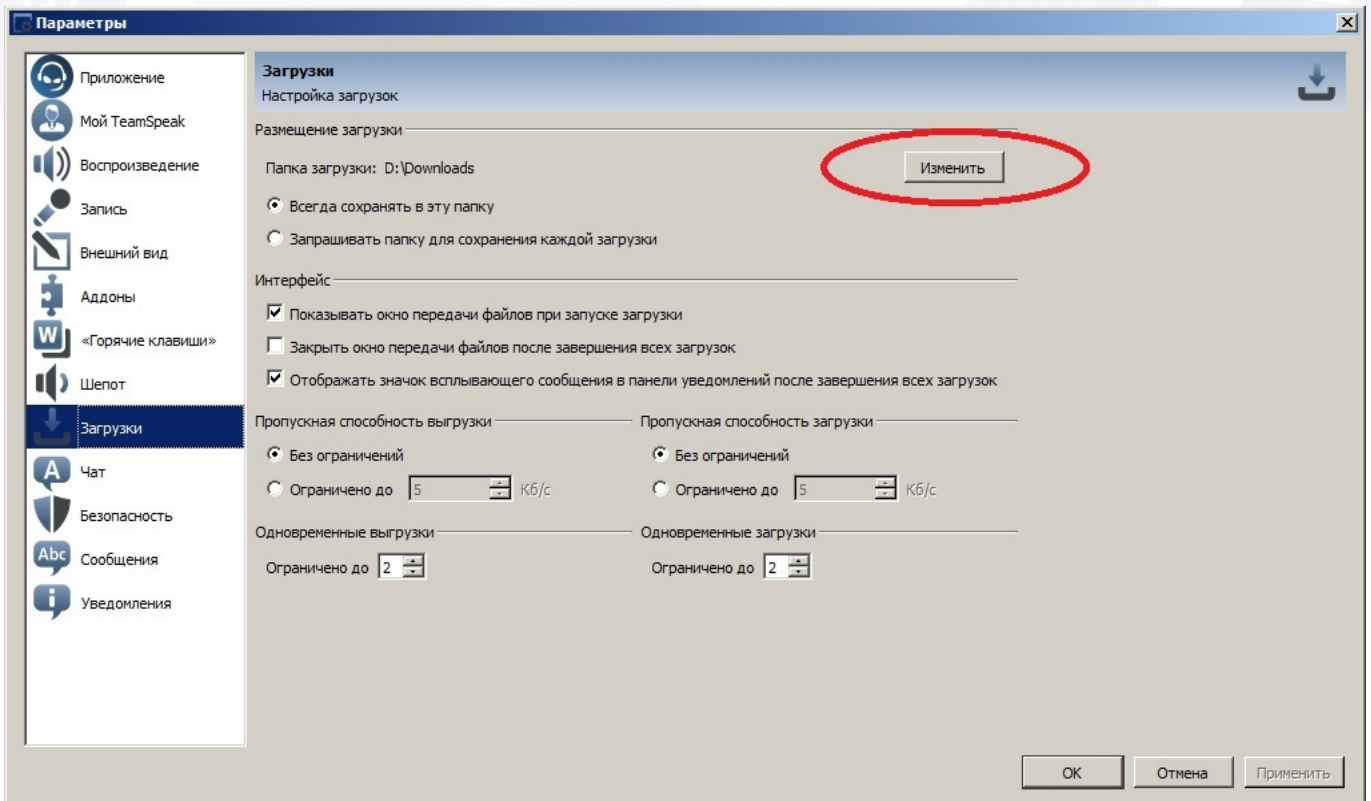 Параметры
Приложение
Мой TeamSpeak
Воспроизведение
Запись
Внешний вид
Аддоны
W
«Горячие клавиши»
Шепот
Загрузки
A
Чат
Безопасность
Abc
Сообщения
i
Уведомления
Загрузки
Настройка загрузок
Размещение загрузки
Папка загрузки: D:\Downloads
Изменить
Всегда сохранять в эту папку
Запрашивать папку для сохранения каждой загрузки
Интерфейс
Показывать окно передачи файлов при запуске загрузки
Закрыть окно передачи файлов после завершения всех загрузок
Отображать значок всплывающего сообщения в панели уведомлений после завершения всех загрузок
Пропускная способность выгрузки
Без ограничений
Ограничено до 5 Кб/с
Пропускная способность загрузки
Без ограничений
Ограничено до 5 Кб/с
Одновременные выгрузки
Ограничено до 2
Одновременные загрузки
Ограничено до 2
OK
Отмена
Применить